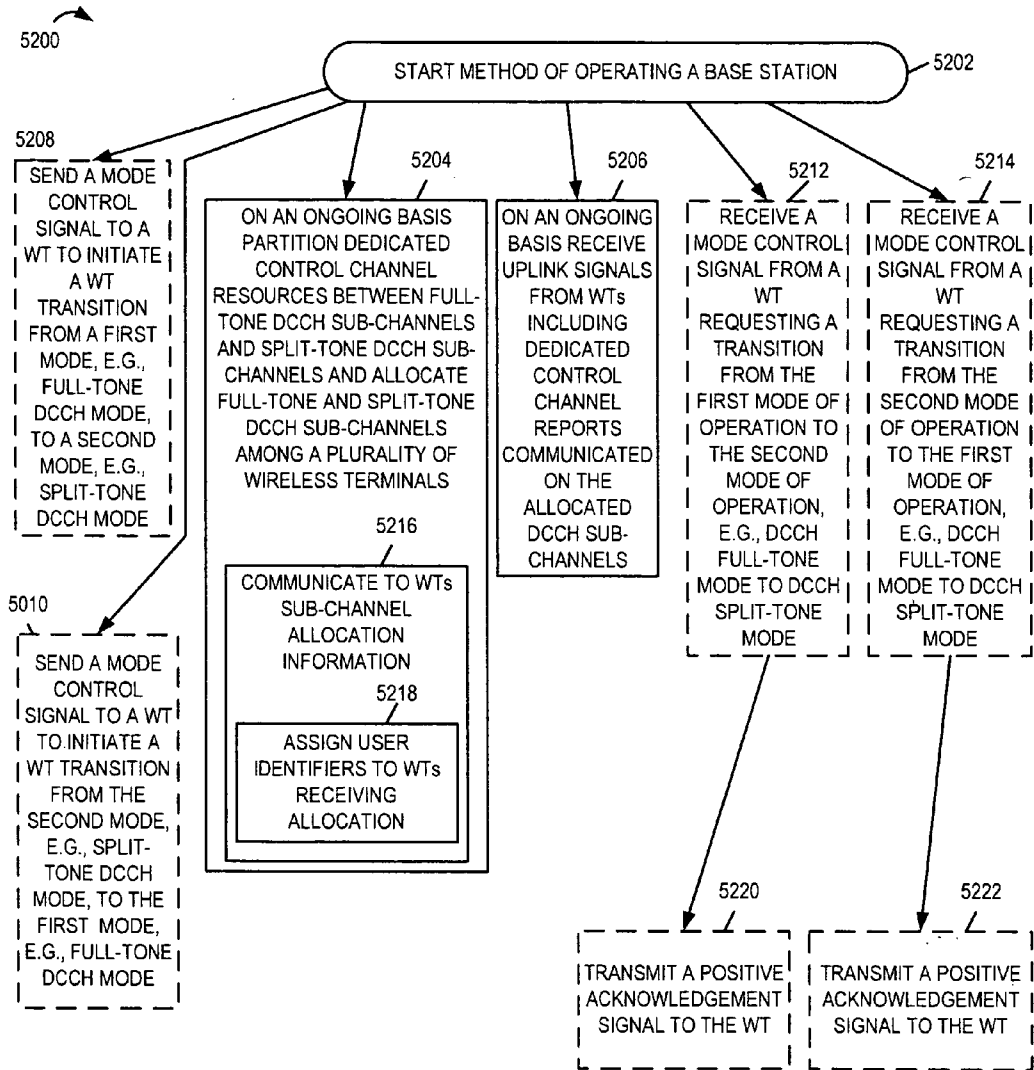 5200
START METHOD OF OPERATING A BASE STATION
5202
5208
SEND A MODE
CONTROL
SIGNAL TO A
WT TO INITIATE
A WT
TRANSITION
FROM A FIRST
MODE, E.G.,
FULL-TONE
DCCH MODE,
TO A SECOND
MODE, E.G.,
SPLIT-TONE
DCCH MODE
5010
SEND A MODE
CONTROL
SIGNAL TO A WT
TO INITIATE A
WT TRANSITION
FROM THE
SECOND MODE,
E.G., SPLIT-
TONE DCCH
MODE, TO THE
FIRST MODE,
E.G., FULL-TONE
DCCH MODE
5204
ON AN ONGOING BASIS
PARTITION DEDICATED
CONTROL CHANNEL
RESOURCES BETWEEN FULL-
TONE DCCH SUB-CHANNELS
AND SPLIT-TONE DCCH SUB-
CHANNELS AND ALLOCATE
FULL-TONE AND SPLIT-TONE
DCCH SUB-CHANNELS
AMONG A PLURALITY OF
WIRELESS TERMINALS
5216
COMMUNICATE TO WTs
SUB-CHANNEL
ALLOCATION
INFORMATION
5218
ASSIGN USER
IDENTIFIERS TO WTs
RECEIVING
ALLOCATION
5206
ON AN ONGOING
BASIS RECEIVE
UPLINK SIGNALS
FROM WTs
INCLUDING
DEDICATED
CONTROL
CHANNEL
REPORTS
COMMUNICATED
ON THE
ALLOCATED
DCCH SUB-
CHANNELS
5212
RECEIVE A
MODE CONTROL
SIGNAL FROM A
WT
REQUESTING A
TRANSITION
FROM THE
FIRST MODE OF
OPERATION TO
THE SECOND
MODE OF
OPERATION,
E.G., DCCH
FULL-TONE
MODE TO DCCH
SPLIT-TONE
MODE
5214
RECEIVE A
MODE CONTROL
SIGNAL FROM A
WT
REQUESTING A
TRANSITION
FROM THE
SECOND MODE
OF OPERATION
TO THE FIRST
MODE OF
OPERATION,
E.G., DCCH
FULL-TONE
MODE TO DCCH
SPLIT-TONE
MODE
5220
TRANSMIT A POSITIVE
ACKNOWLEDGEMENT
SIGNAL TO THE WT
5222
TRANSMIT A POSITIVE
ACKNOWLEDGEMENT
SIGNAL TO THE WT